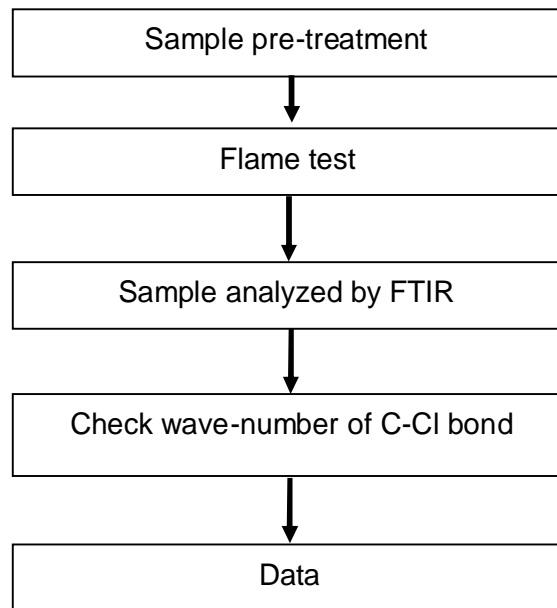 Sample pre-treatment
Flame test
Sample analyzed by FTIR
Check wave-number of C-Cl bond
Data